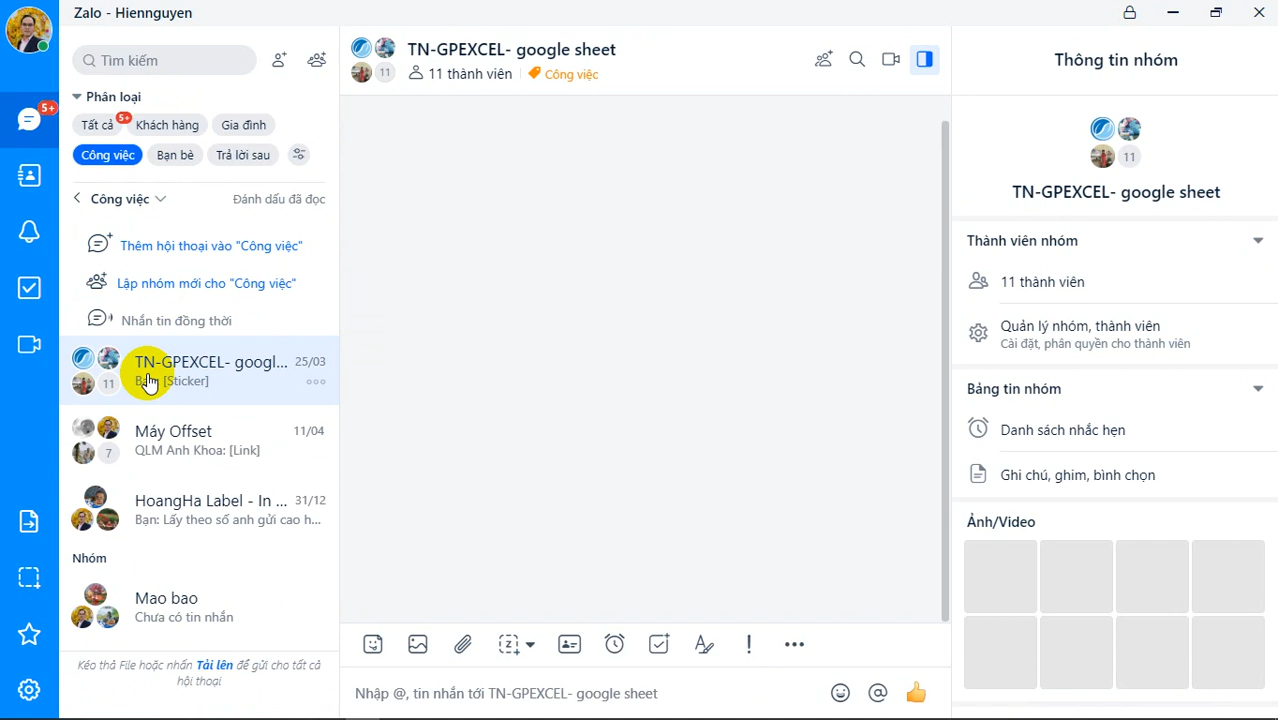 Zalo - Hiennguyen
Tìm kiếm
Phân loại
Tất cả
5+
Khách hàng
Gia đình
Công việc
Bạn bè
Trả lời sau
5+
Công việc
Đánh dấu đã đọc
Thêm hội thoại vào "Công việc"
Lập nhóm mới cho "Công việc"
Nhắn tin đồng thời
TN-GPEXCEL- googl...
25/03
[Sticker]
11
Máy Offset
11/04
QLM Anh Khoa: [Link]
7
HoangHa Label - In ...
31/12
Bạn: Lấy theo số anh gửi cao h...
Nhóm
Mao bao
Chưa có tin nhắn
Kéo thả File hoặc nhấn Tải lên để gửi cho tất cả
hội thoại
TN-GPEXCEL- google sheet
11
11 thành viên
Công việc
Nhập @, tin nhắn tới TN-GPEXCEL- google sheet
Thông tin nhóm
11
TN-GPEXCEL- google sheet
Thành viên nhóm
11 thành viên
Quản lý nhóm, thành viên
Cài đặt, phân quyền cho thành viên
Bảng tin nhóm
Danh sách nhắc hẹn
Ghi chú, ghim, bình chọn
Ảnh/Video